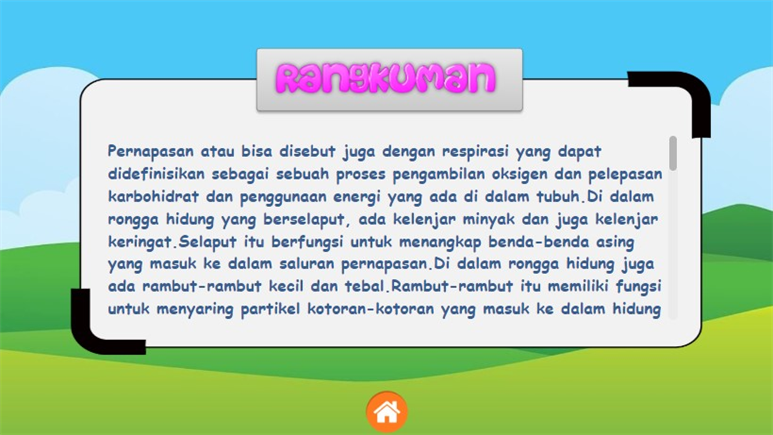 Rangkuman
Pernapasan atau bisa disebut juga dengan respirasi yang dapat
didefinisikan sebagai sebuah proses pengambilan oksigen dan pelepasan
karbohidrat dan penggunaan energi yang ada di dalam tubuh.Di dalam
rongga hidung yang berselaput, ada kelenjar minyak dan juga kelenjar
keringat.Selaput itu berfungsi untuk menangkap benda-benda asing
yang masuk ke dalam saluran pernapasan.Di dalam rongga hidung juga
ada rambut-rambut kecil dan tebal.Rambut-rambut itu memiliki fungsi
untuk menyaring partikel kotoran-kotoran yang masuk ke dalam hidung